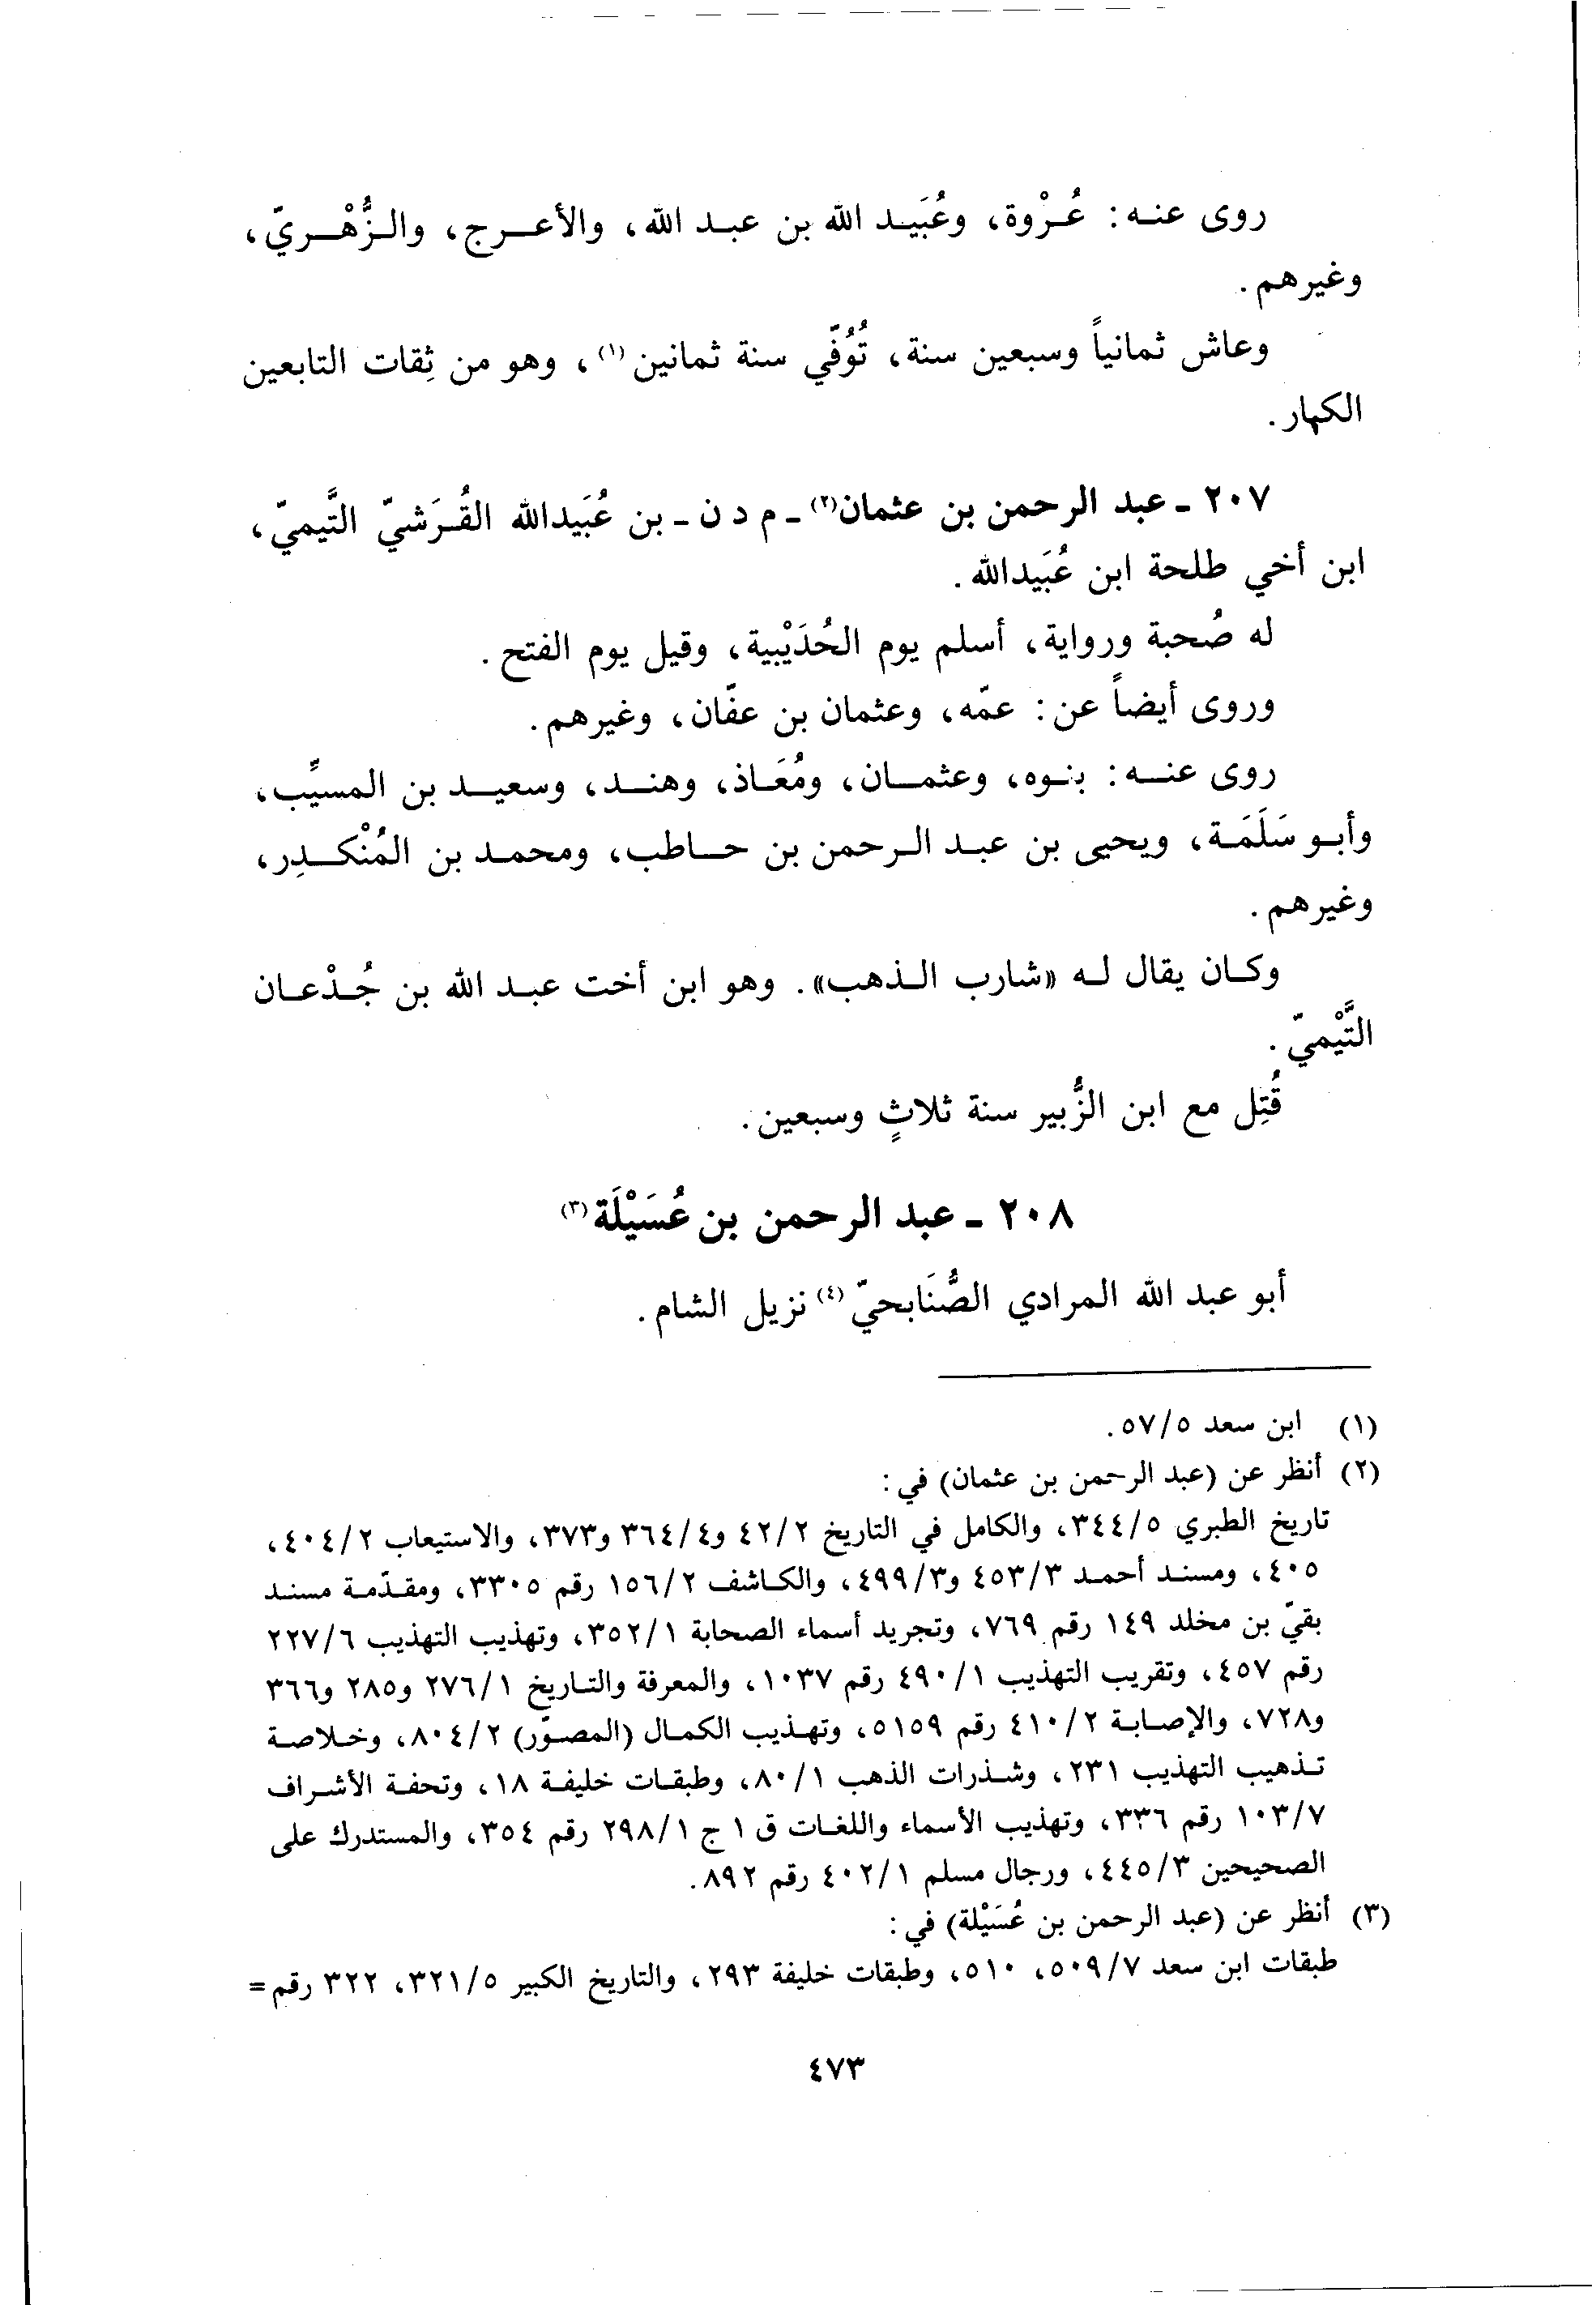 روى عنه: عُرْوة، وعُبَيد الله بن عبد الله، والأعرج، والزُّهْريّ،
وغيرهم.
وعاش ثمانياً وسبعين سنة، تُوُفّي سنة ثمانين(١)، وهو من ثِقات التابعين
الكبار.
٢٠٧ ـ عبد الرحمن بن عثمان(٢) ـ م د ن ـ بن عُبَيدالله القُرَشيّ التَّيميّ،
ابن أخي طلحة ابن عُبَيدالله.
له صُحبة ورواية، أسلم يوم الحُدَيْبية، وقيل يوم الفتح.
وروى أيضاً عن: عمّه، وعثمان بن عفّان، وغيرهم.
روى عنه: بنوه، وعثمان، ومُعَاذ، وهند، وسعيد بن المسيِّب،
وأبو سَلَمَة، ويحيى بن عبد الرحمن بن حاطب، ومحمد بن المُنْكدِر،
وغيرهم.
وكان يقال له «شارب الذهب». وهو ابن أخت عبد الله بن جُدْعان
التَّيْميّ.
قُتِل مع ابن الزُّبير سنة ثلاثٍ وسبعين.
٢٠٨ ـ عبد الرحمن بن عُسَيْلَة(٣)
أبو عبد الله المرادي الصُّنَابحيّ(٤) نزيل الشام.
(١) ابن سعد ٥٧/٥.
(٢) أنظر عن (عبد الرحمن بن عثمان) في:
تاريخ الطبري ٣٤٤/٥، والكامل في التاريخ ٤٢/٢ و٣٦٤/٤ و٣٧٣، والاستيعاب ٤٠٤/٢،
٤٠٥، ومسند أحمد ٤٥٣/٣ و٤٩٩/٣، والكاشف ١٥٦/٢ رقم ٣٣٠٥، ومقدّمة مسند
بقيّ بن مخلد ١٤٩ رقم ٧٦٩، وتجريد أسماء الصحابة ٣٥٢/١، وتهذيب التهذيب ٢٢٧/٦
رقم ٤٥٧، وتقريب التهذيب ٤٩٠/١ رقم ١٠٣٧، والمعرفة والتاريخ ٢٧٦/١ و٢٨٥ و٣٦٦
و٧٢٨، والإصابة ٤١٠/٢ رقم ٥١٥٩، وتهذيب الكمال (المصوّر) ٨٠٤/٢، وخلاصة
تذهيب التهذيب ٢٣١، وشذرات الذهب ٨٠/١، وطبقات خليفة ١٨، وتحفة الأشراف
١٠٣/٧ رقم ٣٣٦، وتهذيب الأسماء واللغات ق ١ ج ٢٩٨/١ رقم ٣٥٤، والمستدرك على
الصحيحين ٤٤٥/٣، ورجال مسلم ٤٠٢/١ رقم ٨٩٢.
(٣) أنظر عن (عبد الرحمن بن عُسَيْلة) في:
طبقات ابن سعد ٥٠٩/٧، ٥١٠، وطبقات خليفة ٢٩٣، والتاريخ الكبير ٣٢١/٥، ٣٢٢ رقم=
٤٧٣